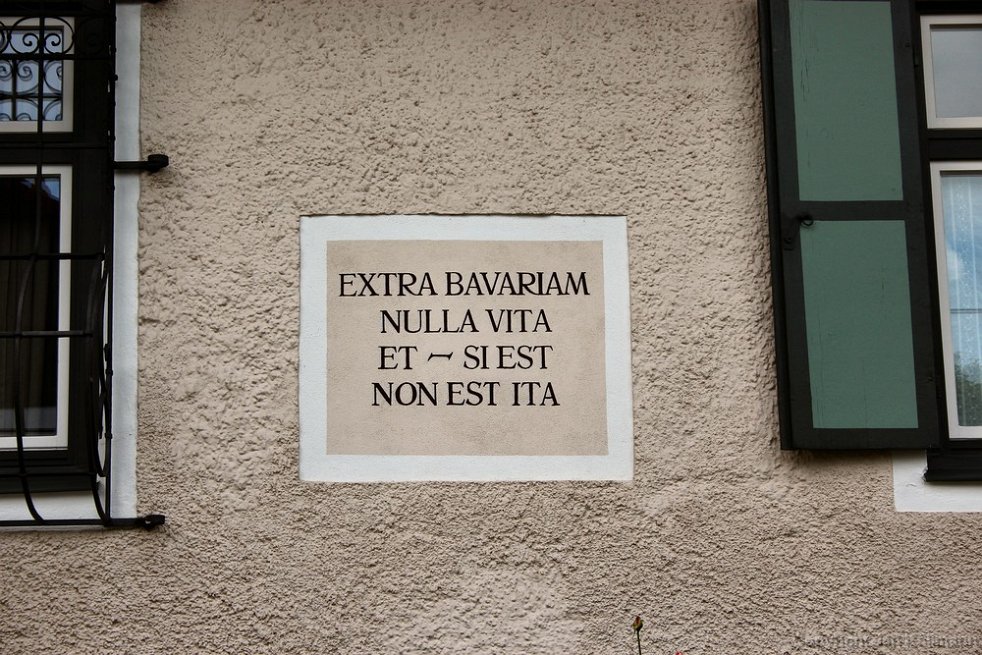 EXTRA BAVARIAM
NULLA VITA
ET – SI EST
NON EST ITA